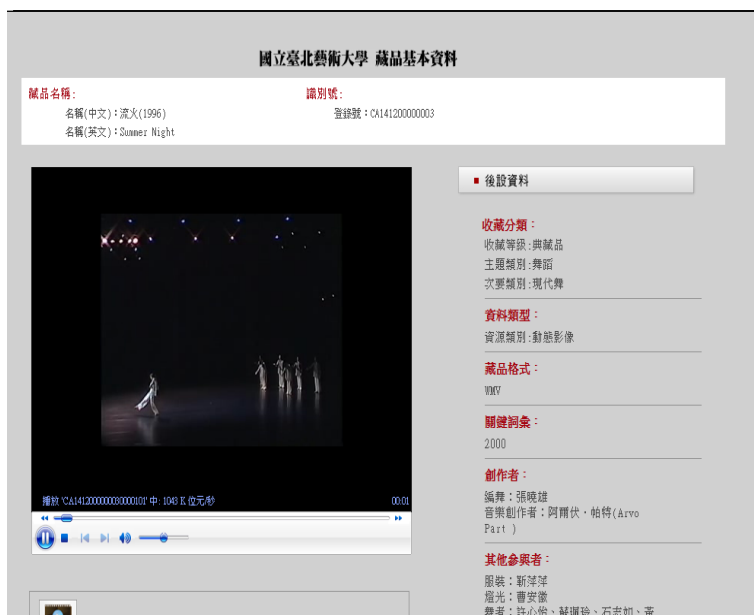 國立臺北藝術大學 藏品基本資料
藏品名稱:
識別號:
名稱(中文):流火(1996)
登錄號:CA141200000003
名稱(英文):Summer Night
後設資料
收藏分類:
收藏等級:典藏品
主題類別:舞蹈
次要類別:現代舞
資料類型:
資源類別:動態影像
藏品格式:
WMV
關鍵詞彙:
2000
創作者:
編舞:張曉雄
音樂創作者:阿爾伏・帕特(Arvo
Part )
其他參與者:
服裝:靳萍萍
燈光:曹安徽
舞者:許心怡、
播放 'CA141200000030000101' 中: 1043 K 位元/秒
00:01